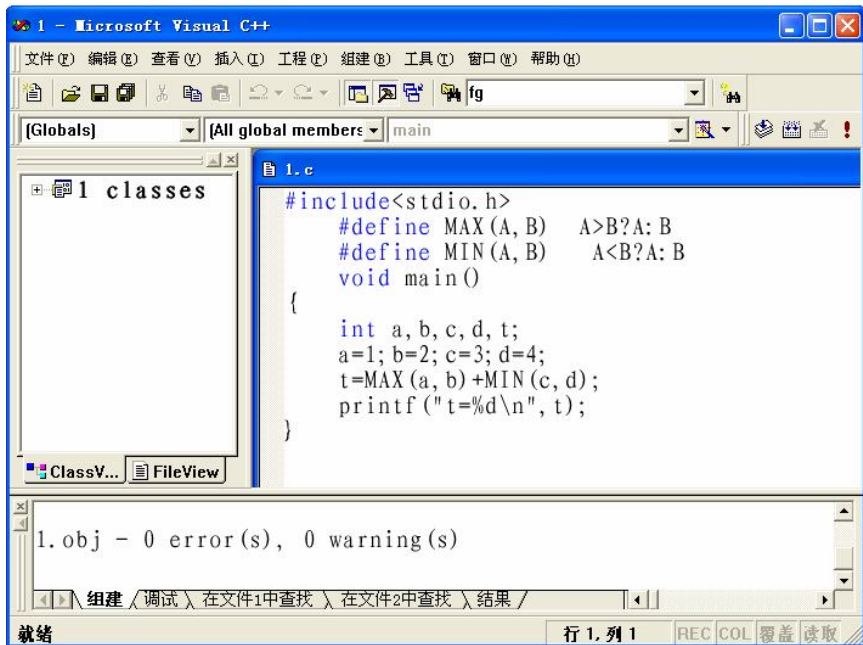 1 - Microsoft Visual C++
文件(F) 编辑(E) 查看(V) 插入(I) 工程(P) 组建(B) 工具(T) 窗口(W) 帮助(H)
fg
(Globals) (All global members main
1 classes
1.c
#include<stdio.h>
#define MAX(A,B) A>B?A:B
#define MIN(A,B) A<B?A:B
void main()
{
int a,b,c,d,t;
a=1;b=2;c=3;d=4;
t=MAX(a,b)+MIN(c,d);
printf("t=%d\n",t);
}
ClassV... FileView
1.obj - 0 error(s), 0 warning(s)
组建 调试 在文件1中查找 在文件2中查找 结果
就绪 行 1, 列 1 REC COL 覆盖 读取